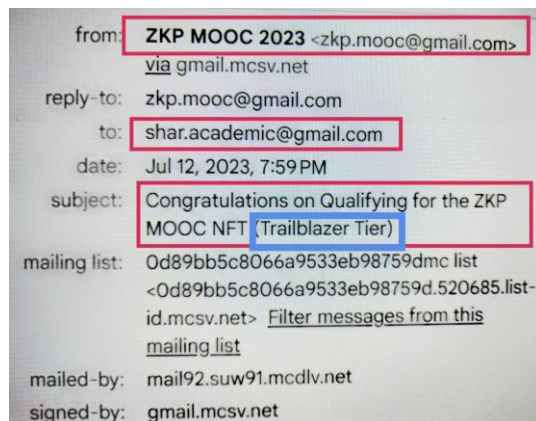 from: ZKP MOOC 2023 <zkp.mooc@gmail.com>
via gmail.mcsv.net
reply-to: zkp.mooc@gmail.com
to: shar.academic@gmail.com
date: Jul 12, 2023, 7:59 PM
subject: Congratulations on Qualifying for the ZKP
MOOC NFT (Trailblazer Tier)
mailing list: 0d89bb5c8066a9533eb98759dmc list
<0d89bb5c8066a9533eb98759d.520685.list-
id.mcsv.net> Filter messages from this
mailing list
mailed-by: mail92.suw91.mcdlv.net
signed-by: gmail.mcsv.net